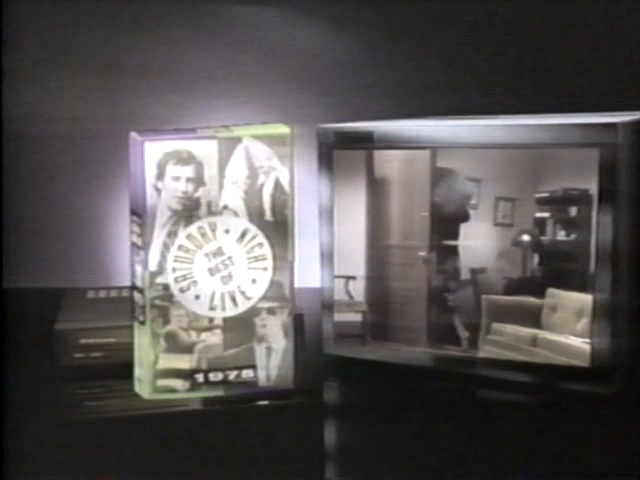 SATURDAY • NIGHT • LIVE •
THE
BEST
OF
1978